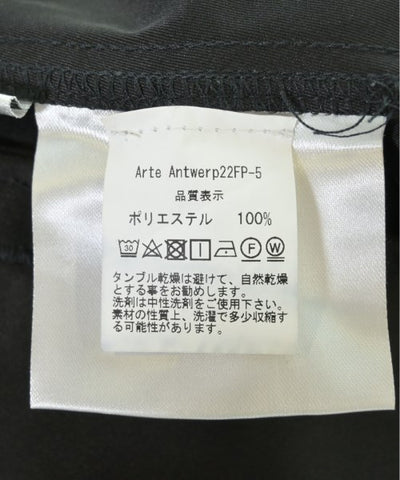 Arte Antwerp22FP-5
品質表示
ポリエステル 100%
30 F W
タンブル乾燥は避けて、自然乾燥
とする事をお勧めします。
洗剤は中性洗剤をご使用下さい。
素材の性質上、洗濯で多少収縮す
る可能性があります。